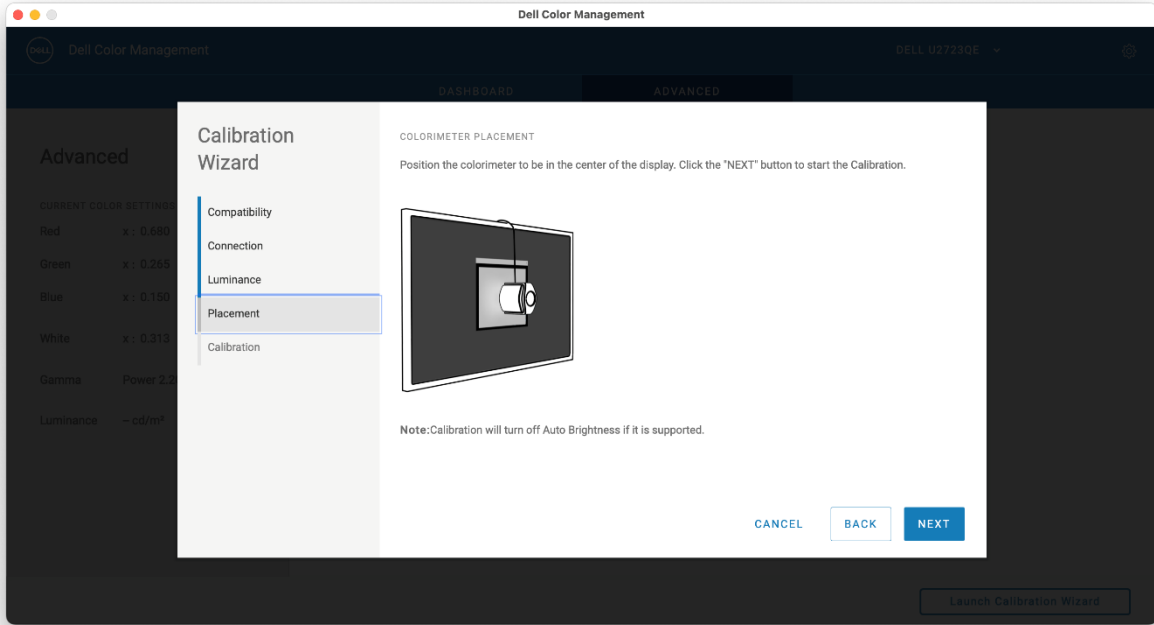 Dell Color Management
DELL
Dell Color Management
DELL U2723QE
DASHBOARD
ADVANCED
Advanced
CURRENT COLOR SETTINGS
Red x : 0.680
Green x : 0.265
Blue x : 0.150
White x : 0.313
Gamma Power 2.2
Luminance ~ cd/m²
Calibration
Wizard
Compatibility
Connection
Luminance
Placement
Calibration
COLORIMETER PLACEMENT
Position the colorimeter to be in the center of the display. Click the "NEXT" button to start the Calibration.
Note:Calibration will turn off Auto Brightness if it is supported.
CANCEL
BACK
NEXT
Launch Calibration Wizard